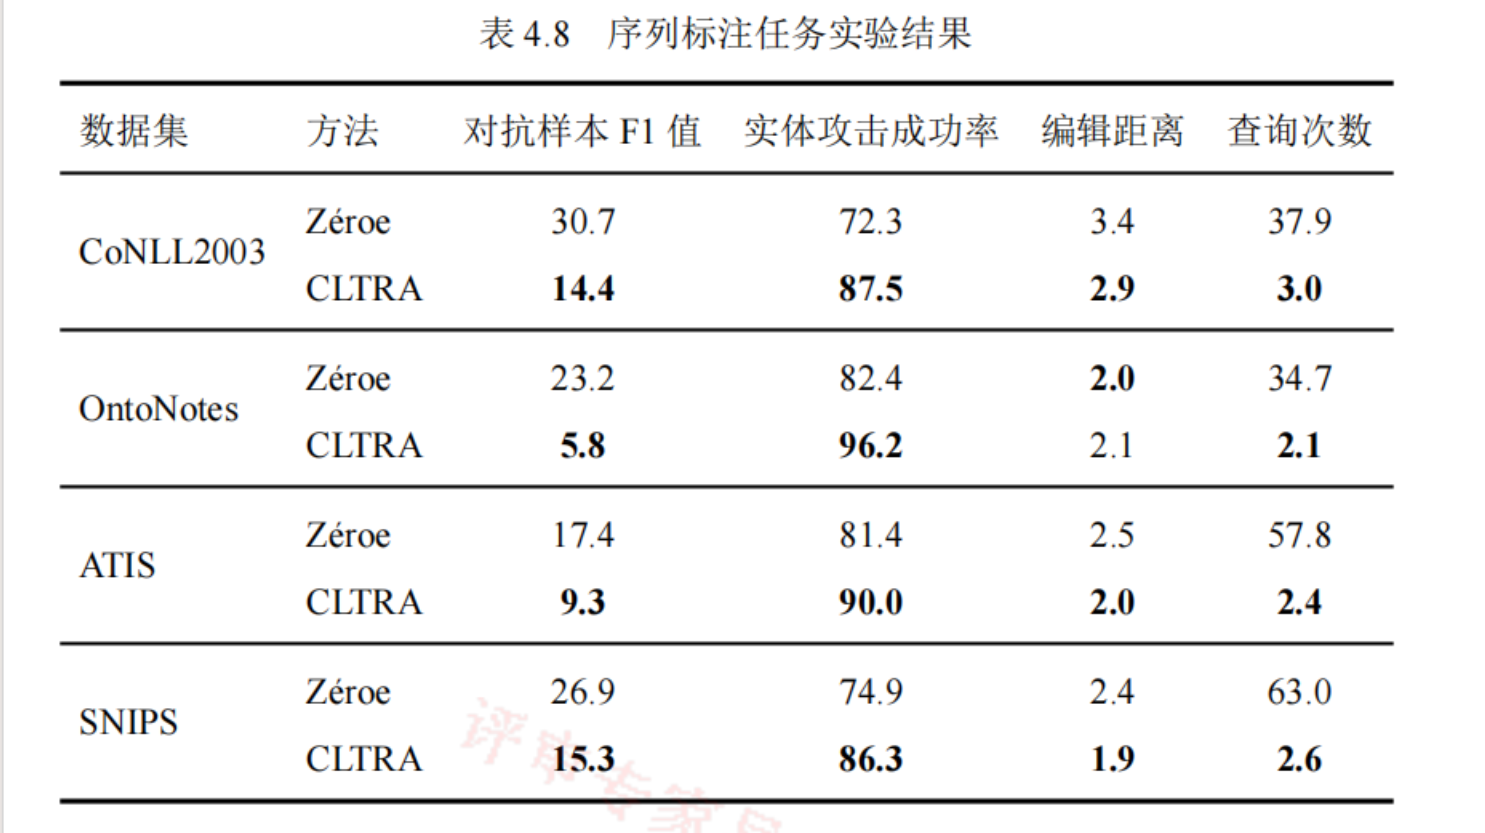 表 4.8 序列标注任务实验结果
数据集 方法 对抗样本 F1 值 实体攻击成功率 编辑距离 查询次数
CoNLL2003
Zéroe 30.7 72.3 3.4 37.9
CLTRA 14.4 87.5 2.9 3.0
OntoNotes
Zéroe 23.2 82.4 2.0 34.7
CLTRA 5.8 96.2 2.1 2.1
ATIS
Zéroe 17.4 81.4 2.5 57.8
CLTRA 9.3 90.0 2.0 2.4
SNIPS
Zéroe 26.9 74.9 2.4 63.0
CLTRA 15.3 86.3 1.9 2.6
评审专家